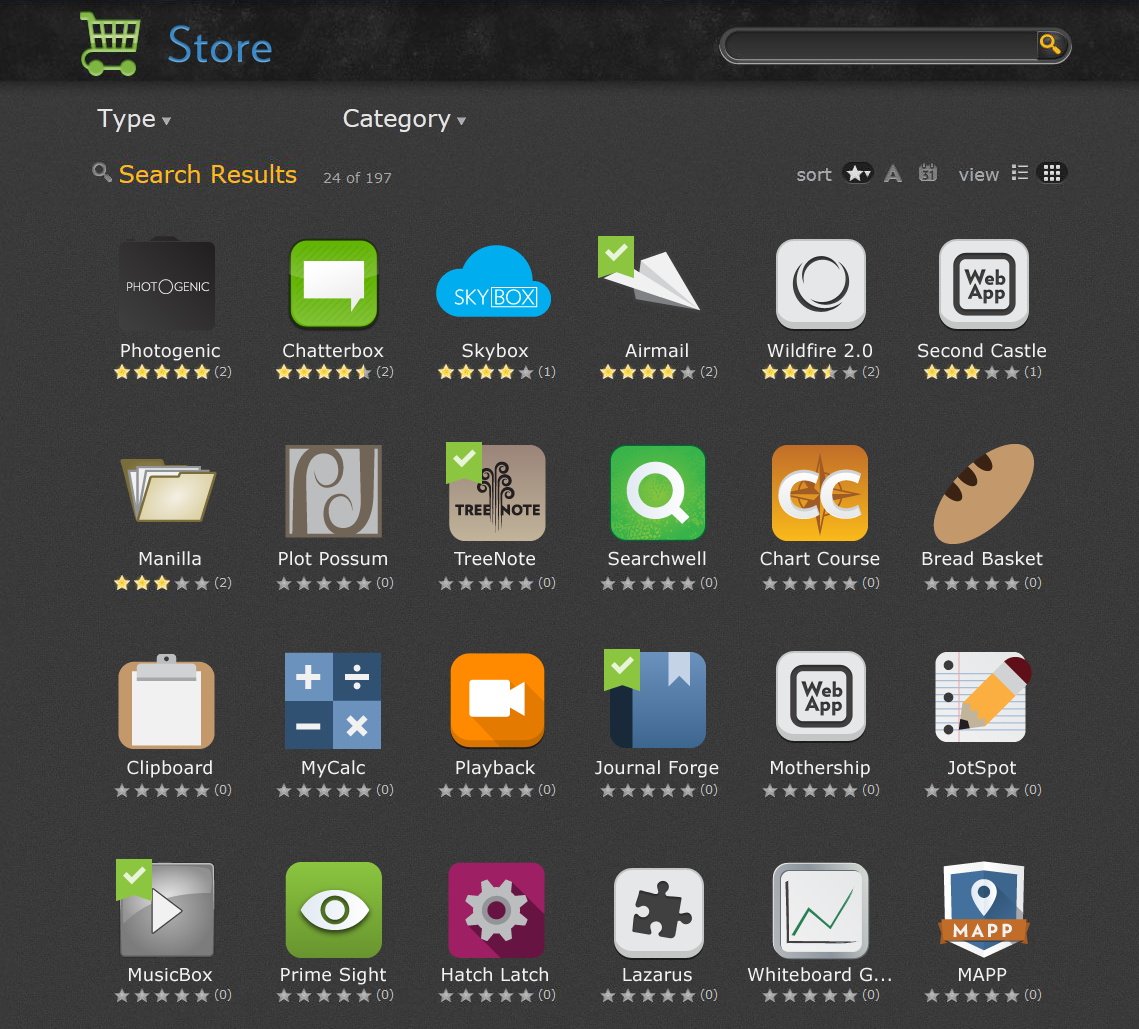 Store
Type
Category
Search Results 24 of 197
sort A 31 view
PHOTOGENIC
SKYBOX
Web
App
Photogenic Chatterbox Skybox Airmail Wildfire 2.0 Second Castle
(2) (2) (1) (2) (2) (1)
TREENOTE
CC
Manilla Plot Possum TreeNote Searchwell Chart Course Bread Basket
(2) (0) (0) (0) (0) (0)
Web
App
Clipboard MyCalc Playback Journal Forge Mothership JotSpot
(0) (0) (0) (0) (0) (0)
MAPP
MusicBox Prime Sight Hatch Latch Lazarus Whiteboard G... MAPP
(0) (0) (0) (0) (0) (0)